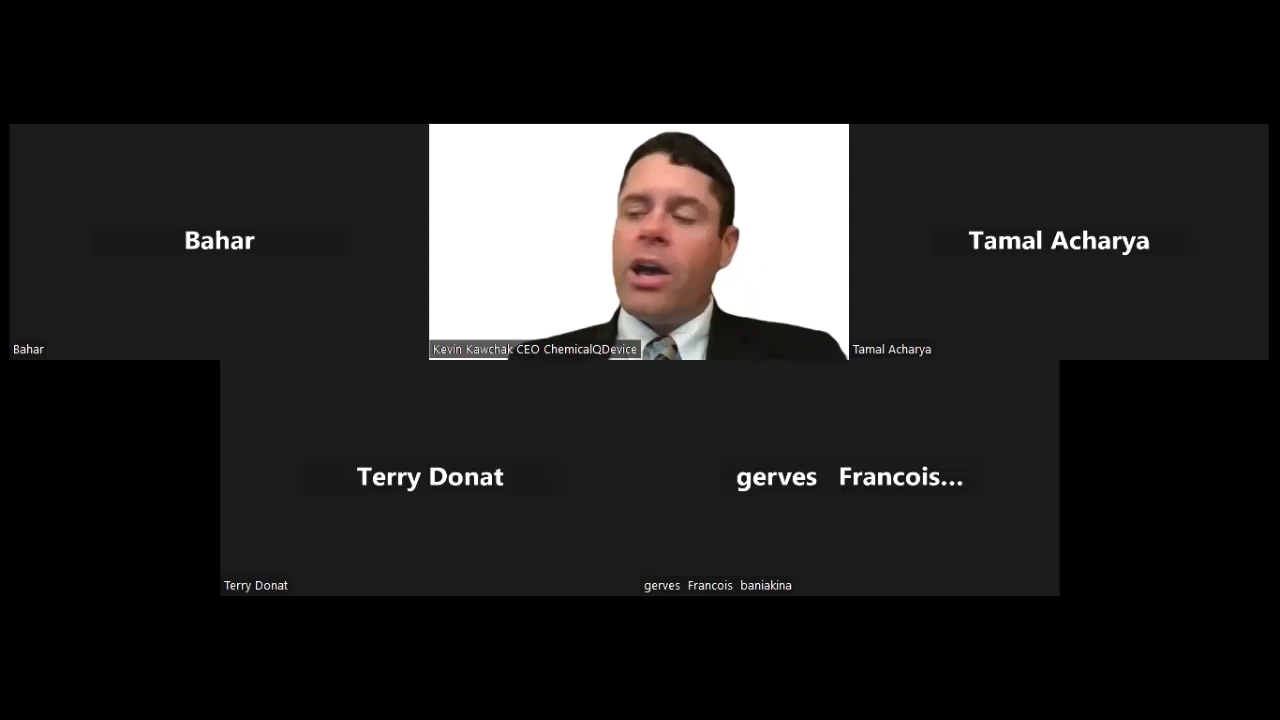 Bahar
Tamal Acharya
Bahar
Kevin Kawchak CEO ChemicalQDevice
Tamal Acharya
Terry Donat
gerves Francois...
Terry Donat
gerves Francois baniakina